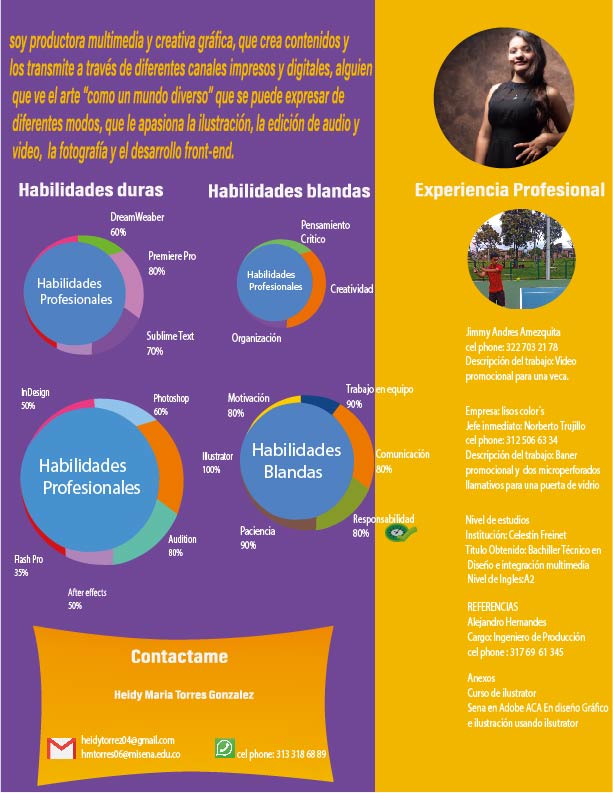 soy productora multimedia y creativa gráfica, que crea contenidos y
los transmite a través de diferentes canales impresos y digitales, alguien
que ve el arte “como un mundo diverso” que se puede expresar de
diferentes modos, que le apasiona la ilustración, la edición de audio y
video, la fotografía y el desarrollo front-end.
Habilidades duras
DreamWeaber
60%
Premiere Pro
80%
Habilidades
Profesionales
Sublime Text
70%
InDesign
50%
Photoshop
60%
Habilidades
Profesionales
Illustrator
100%
Audition
80%
Flash Pro
35%
After effects
50%
Habilidades blandas
Pensamiento
Critico
Habilidades
Profesionales
Creatividad
Organización
Motivación
80%
Trabajo en equipo
90%
Habilidades
Blandas
Comunicación
80%
Responsabilidad
80%
Paciencia
90%
Experiencia Profesional
Jimmy Andres Amezquita
cel phone: 322 703 21 78
Descripción del trabajo: Video
promocional para una veca.
Empresa: lisos color`s
Jefe inmediato: Norberto Trujillo
cel phone: 312 506 63 34
Descripción del trabajo: Baner
promocional y dos microperforados
llamativos para una puerta de vidrio
Nivel de estudios
Institución: Celestin Freinet
Titulo Obtenido: Bachiller Técnico en
Diseño e integración multimedia
Nivel de Ingles:A2
REFERENCIAS
Alejandro Hernandes
Cargo: Ingeniero de Producción
cel phone : 317 69 61 345
Anexos
Curso de ilustrator
Sena en Adobe ACA En diseño Gráfico
e ilustración usando ilsutrator
Contactame
Heidy Maria Torres Gonzalez
heidytorrez04@gmail.com
hmtorres06@misena.edu.co
cel phone: 313 318 68 89